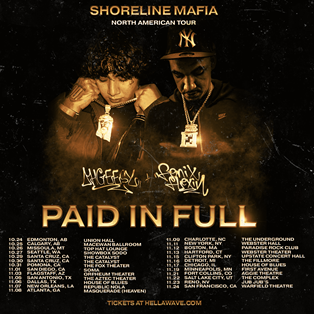 SHORELINE MAFIA
NORTH AMERICAN TOUR
NY
OHGEESY + Fenix Flexin
PAID IN FULL
10.24 EDMONTON, AB UNION HALL
10.25 CALGARY, AB MACEWAN BALLROOM
10.26 MISSOULA, MT TOP HAT LOUNGE
10.28 SEATTLE, WA SHOWBOX SODO
10.29 SANTA CRUZ, CA THE CATALYST
10.30 SANTA CRUZ, CA THE CATALYST
10.31 POMONA, CA THE FOX THEATER
11.01 SAN DIEGO, CA SOMA
11.03 FLAGSTAFF, AZ ORPHEUM THEATER
11.05 SAN ANTONIO, TX THE AZTEC THEATER
11.06 DALLAS, TX HOUSE OF BLUES
11.07 NEW ORLEANS, LA REPUBLIC NOLA
11.08 ATLANTA, GA MASQUERADE (HEAVEN)
11.09 CHARLOTTE, NC THE UNDERGROUND
11.11 NEW YORK, NY WEBSTER HALL
11.12 BOSTON, MA PARADISE ROCK CLUB
11.13 HARTFORD, CT WEBSTER THEATER
11.15 CLIFTON PARK, NY UPSTATE CONCERT HALL
11.16 DETROIT, MI THE FILLMORE
11.17 CHICAGO, IL HOUSE OF BLUES
11.19 MINNEAPOLIS, MN FIRST AVENUE
11.21 FORT COLLINS, CO AGGIE THEATRE
11.22 SALT LAKE CITY, UT THE COMPLEX
11.23 RENO, NV JUB JUB'S
11.24 SAN FRANCISCO, CA WARFIELD THEATRE
TICKETS AT HELLAWAVE.COM